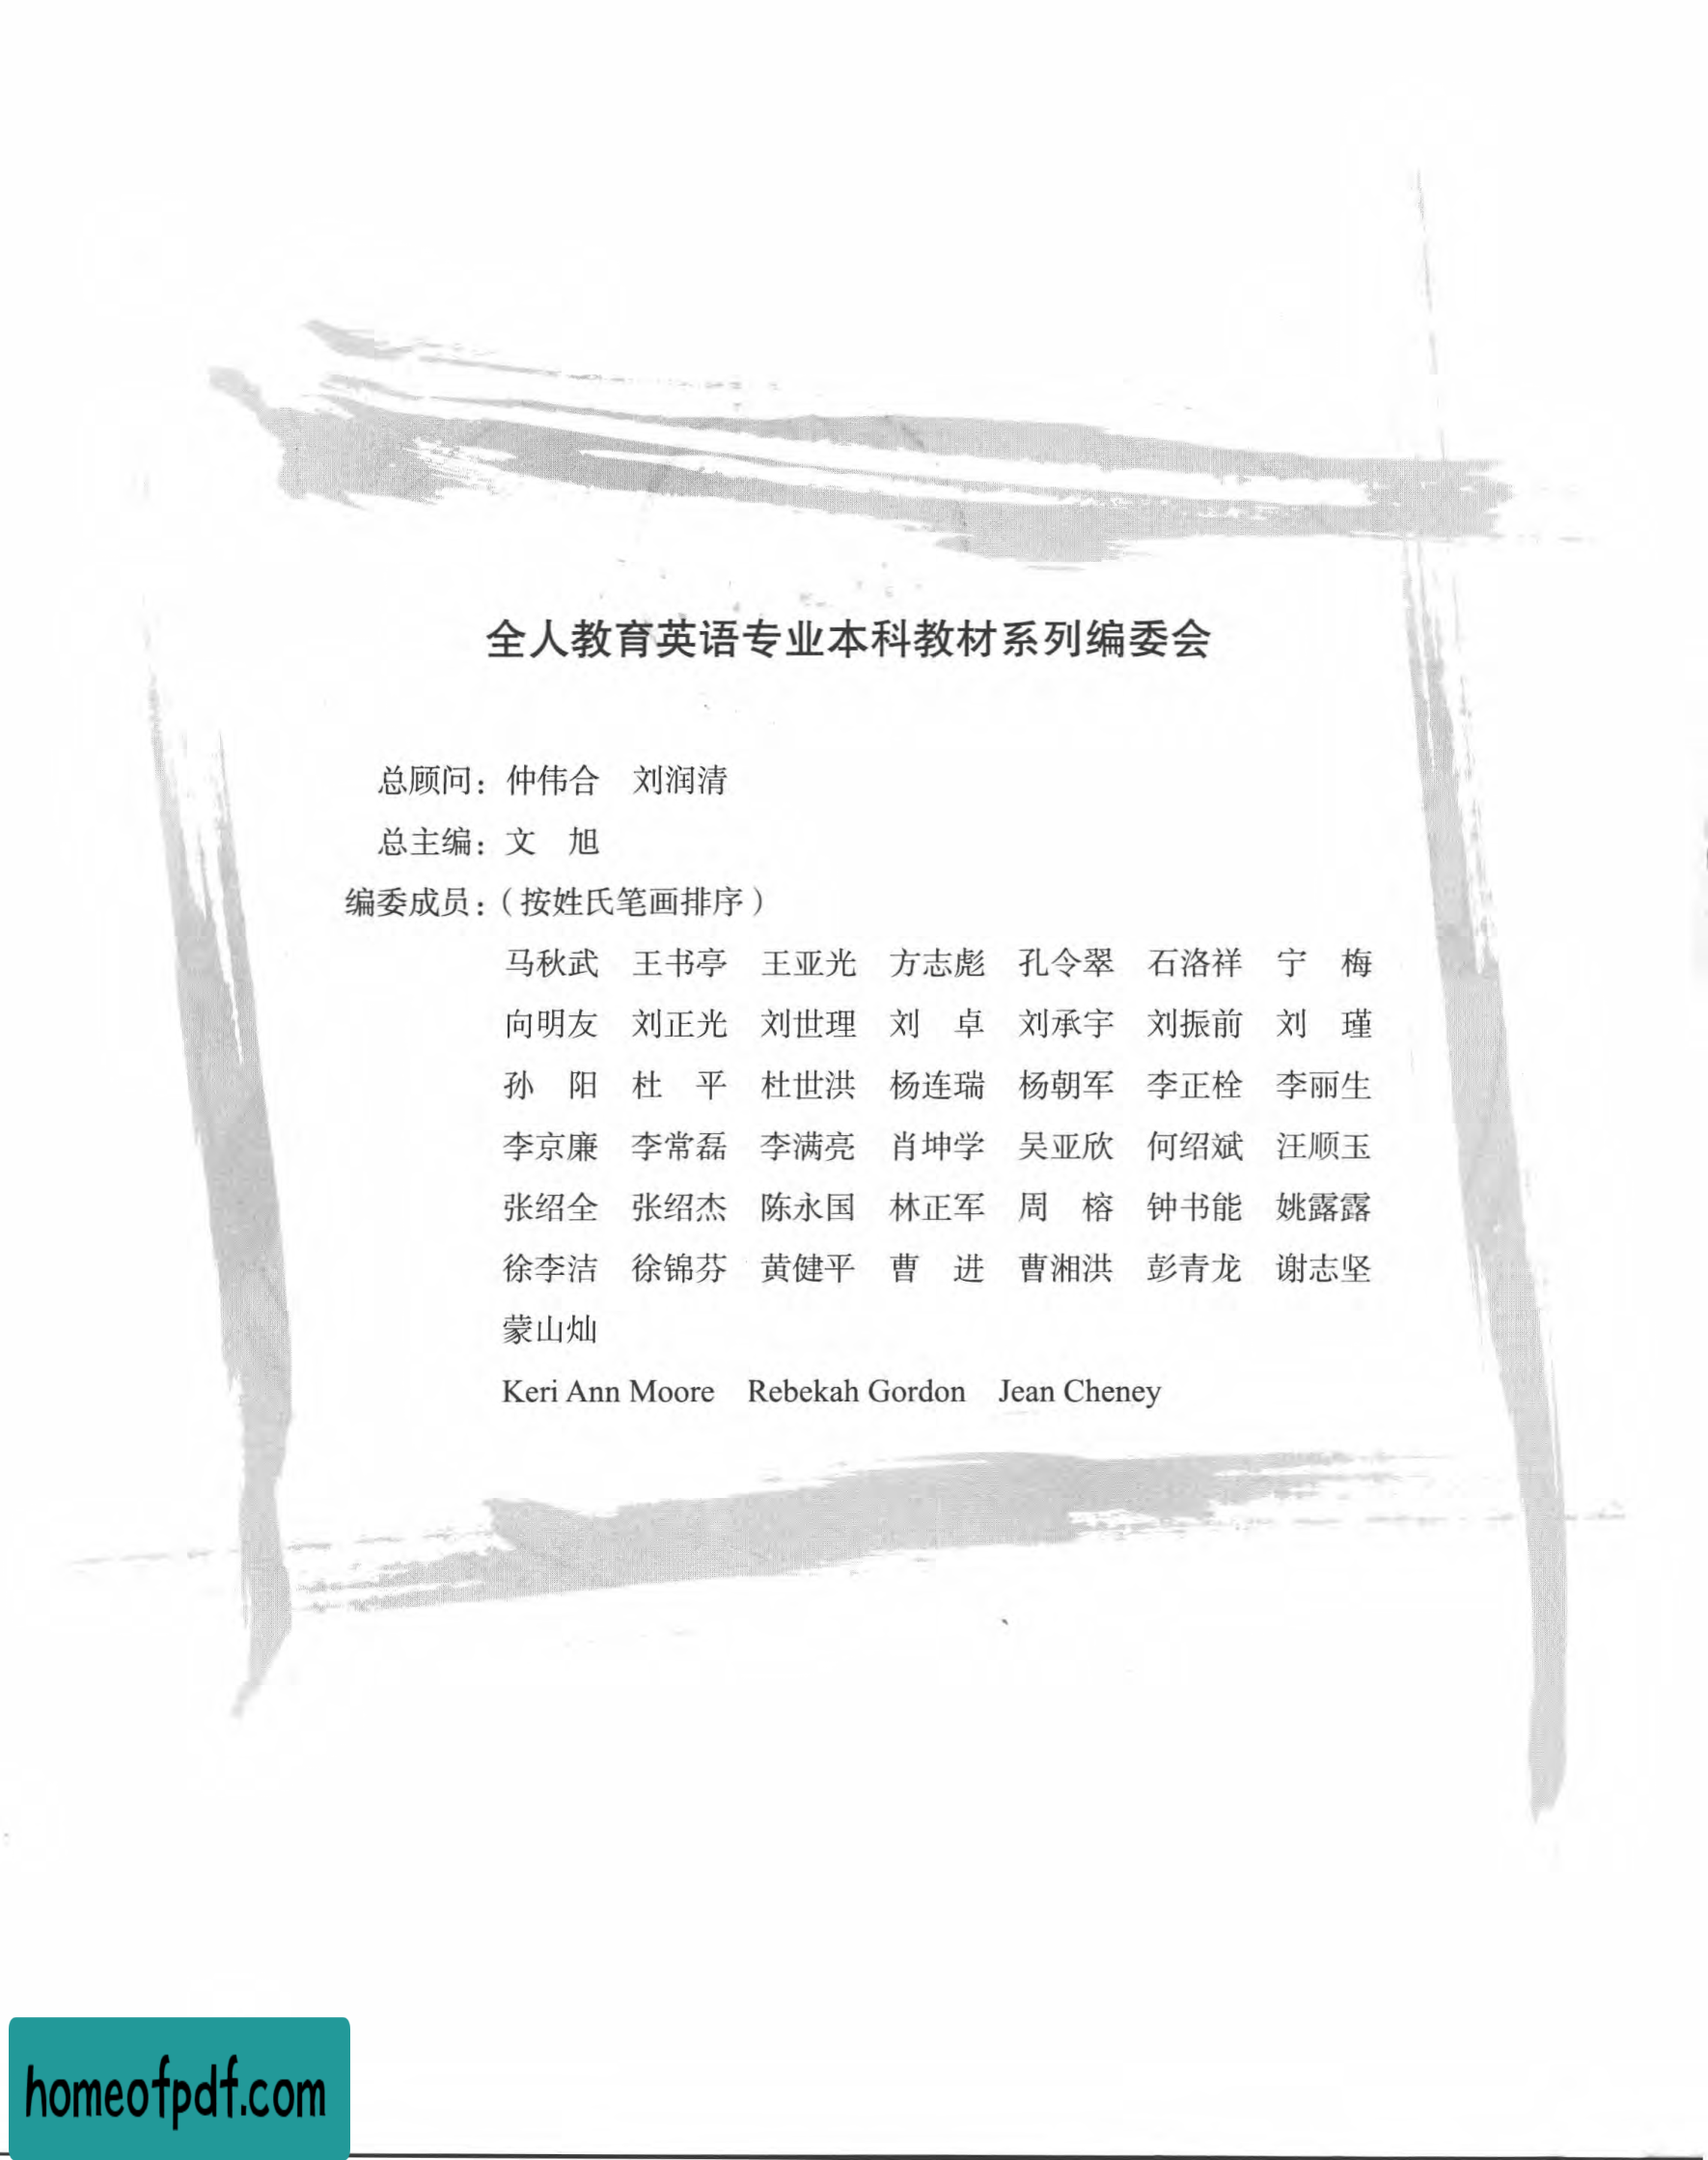 全人教育英语专业本科教材系列编委会
总顾问：仲伟合　刘润清
总主编：文　旭
编委成员：（按姓氏笔画排序）
马秋武　王书亭　王亚光　方志彪　孔令翠　石洛祥　宁　梅
向明友　刘正光　刘世理　刘　卓　刘承宇　刘振前　刘　瑾
孙　阳　杜　平　杜世洪　杨连瑞　杨朝军　李正栓　李丽生
李京廉　李常磊　李满亮　肖坤学　吴亚欣　何绍斌　汪顺玉
张绍全　张绍杰　陈永国　林正军　周　榕　钟书能　姚露露
徐李洁　徐锦芬　黄健平　曹　进　曹湘洪　彭青龙　谢志坚
蒙山灿
Keri Ann Moore　Rebekah Gordon　Jean Cheney
homeofpdf.com